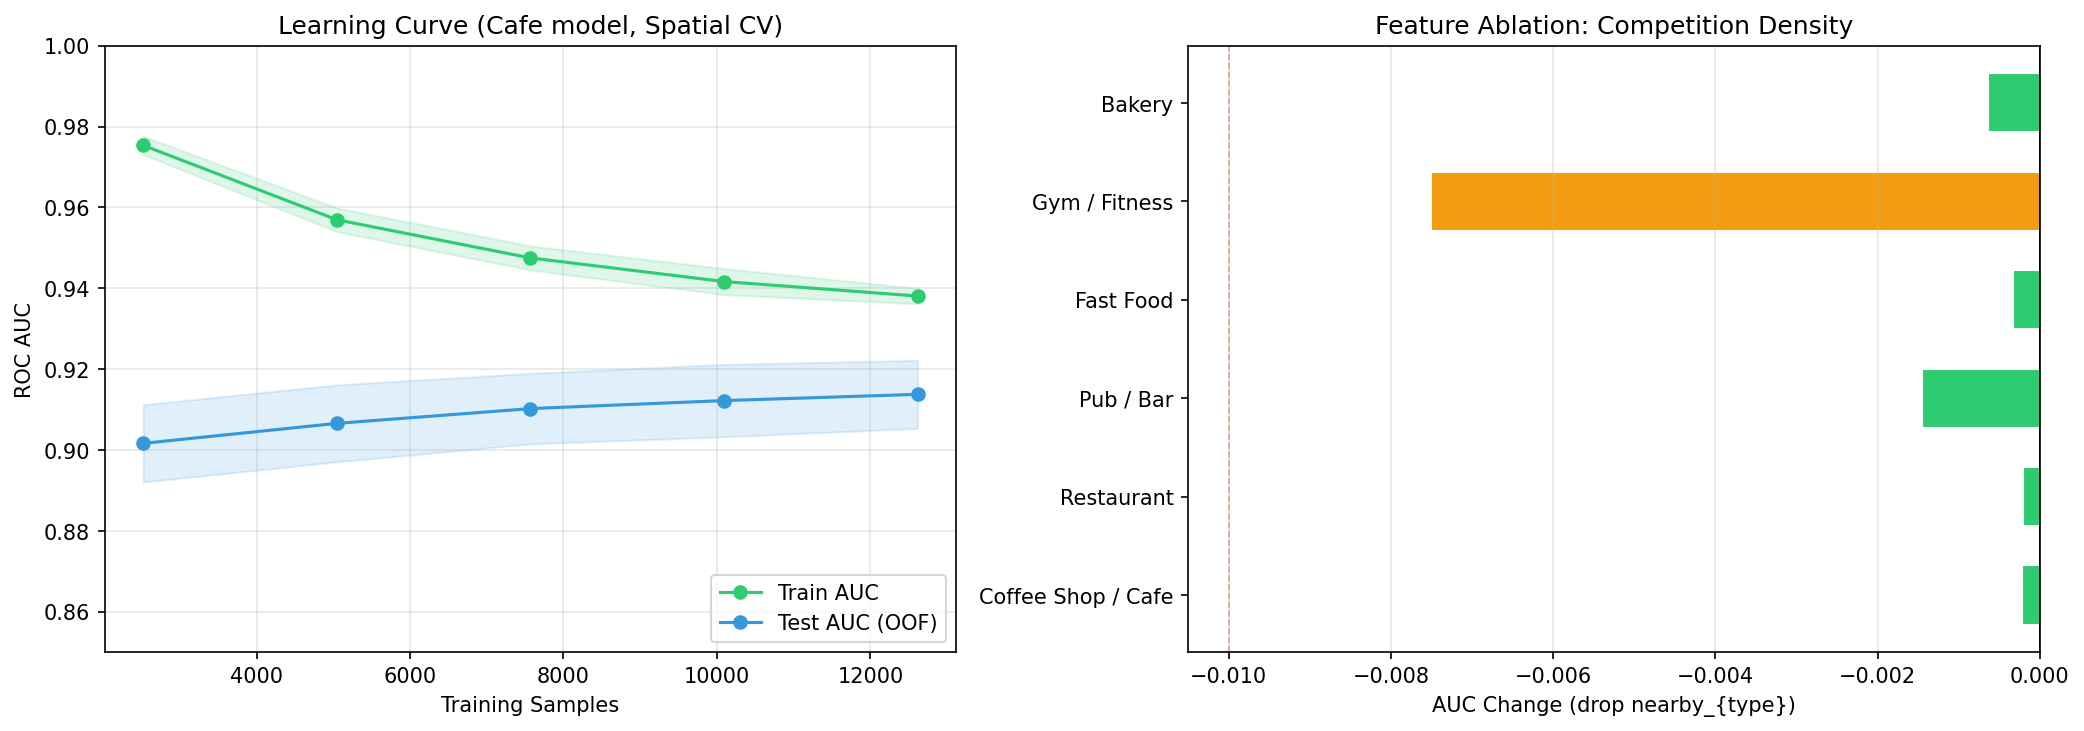 Learning Curve (Cafe model, Spatial CV)
1.00
0.98
0.96
0.94
0.92
0.90
0.88
0.86
ROC AUC
4000
6000
8000
10000
12000
Training Samples
Train AUC
Test AUC (OOF)
Feature Ablation: Competition Density
Bakery
Gym / Fitness
Fast Food
Pub / Bar
Restaurant
Coffee Shop / Cafe
−0.010
−0.008
−0.006
−0.004
−0.002
0.000
AUC Change (drop nearby_{type})